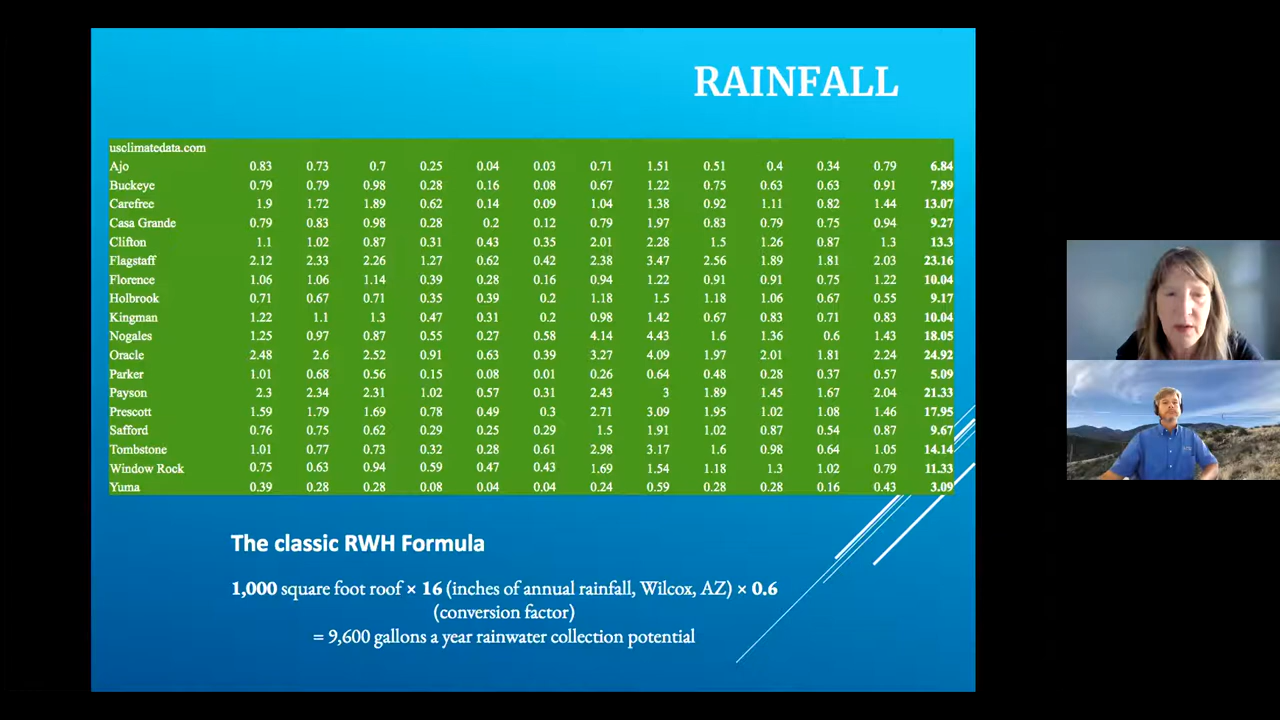 RAINFALL
usclimatedata.com
Ajo 0.83 0.73 0.7 0.25 0.04 0.03 0.71 1.51 0.51 0.4 0.34 0.79 6.84
Buckeye 0.79 0.79 0.98 0.28 0.16 0.08 0.67 1.22 0.75 0.63 0.63 0.91 7.89
Carefree 1.9 1.72 1.89 0.62 0.14 0.09 1.04 1.38 0.92 1.11 0.82 1.44 13.07
Casa Grande 0.79 0.83 0.98 0.28 0.2 0.12 0.79 1.97 0.83 0.79 0.75 0.94 9.27
Clifton 1.1 1.02 0.87 0.31 0.43 0.35 2.01 2.28 1.5 1.26 0.87 1.3 13.3
Flagstaff 2.12 2.33 2.26 1.27 0.62 0.42 2.38 3.47 2.56 1.89 1.81 2.03 23.16
Florence 1.06 1.06 1.14 0.39 0.28 0.16 0.94 1.22 0.91 0.91 0.75 1.22 10.04
Holbrook 0.71 0.67 0.71 0.35 0.39 0.2 1.18 1.5 1.18 1.06 0.67 0.55 9.17
Kingman 1.22 1.1 1.3 0.47 0.31 0.2 0.98 1.42 0.67 0.83 0.71 0.83 10.04
Nogales 1.25 0.97 0.87 0.55 0.27 0.58 4.14 4.43 1.6 1.36 0.6 1.43 18.05
Oracle 2.48 2.6 2.52 0.91 0.63 0.39 3.27 4.09 1.97 2.01 1.81 2.24 24.92
Parker 1.01 0.68 0.56 0.15 0.08 0.01 0.26 0.64 0.48 0.28 0.37 0.57 5.09
Payson 2.3 2.34 2.31 1.02 0.57 0.31 2.43 3 1.89 1.45 1.67 2.04 21.33
Prescott 1.59 1.79 1.69 0.78 0.49 0.3 2.71 3.09 1.95 1.02 1.08 1.46 17.95
Safford 0.76 0.75 0.62 0.29 0.25 0.29 1.5 1.91 1.02 0.87 0.54 0.87 9.67
Tombstone 1.01 0.77 0.73 0.32 0.28 0.61 2.98 3.17 1.6 0.98 0.64 1.05 14.14
Window Rock 0.75 0.63 0.94 0.59 0.47 0.43 1.69 1.54 1.18 1.3 1.02 0.79 11.33
Yuma 0.39 0.28 0.28 0.08 0.04 0.04 0.24 0.59 0.28 0.28 0.16 0.43 3.09
The classic RWH Formula
1,000 square foot roof × 16 (inches of annual rainfall, Wilcox, AZ) × 0.6
(conversion factor)
= 9,600 gallons a year rainwater collection potential